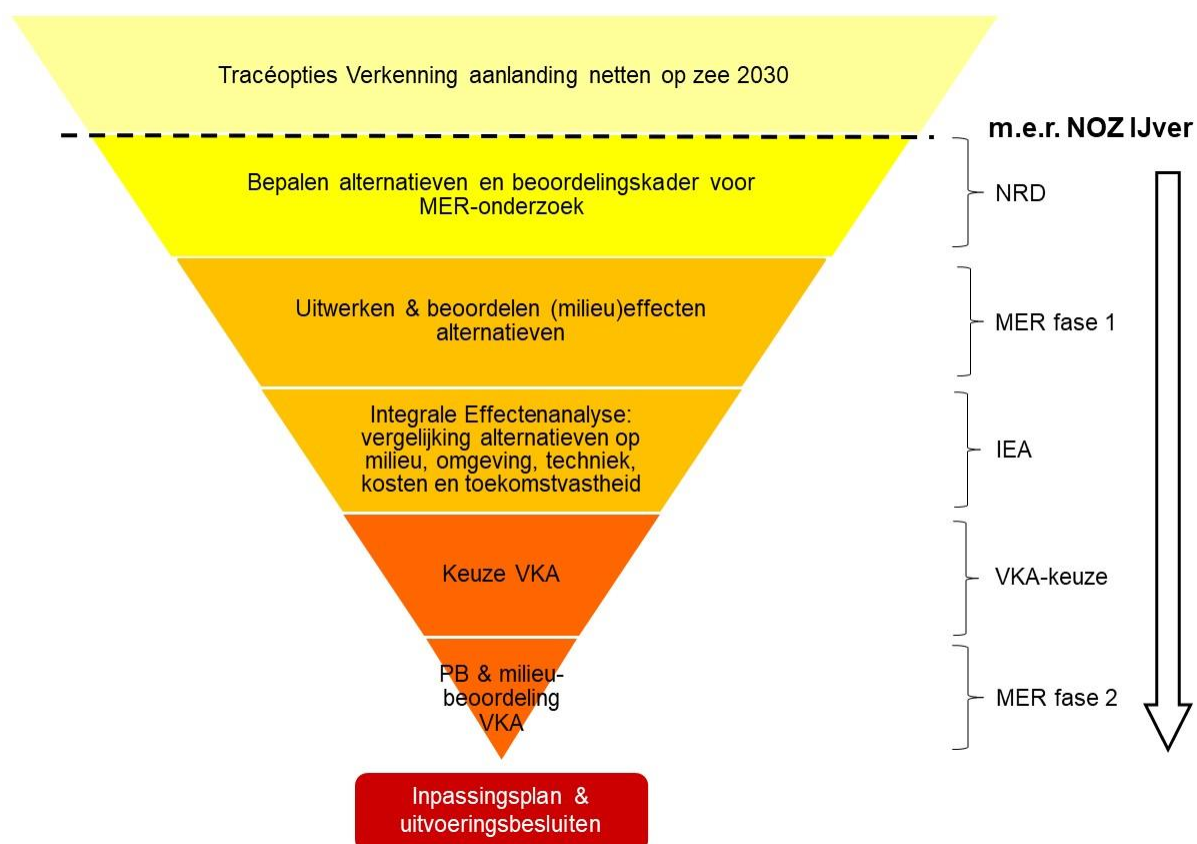 Tracéopties Verkenning aanlanding netten op zee 2030
m.e.r. NOZ IJver
Bepalen alternatieven en beoordelingskader voor
MER-onderzoek
NRD
Uitwerken & beoordelen (milieu)effecten
alternatieven
MER fase 1
Integrale Effectenanalyse:
vergelijking alternatieven op
milieu, omgeving, techniek,
kosten en toekomstvastheid
IEA
Keuze VKA
VKA-keuze
PB & milieu-
beoordeling
VKA
MER fase 2
Inpassingsplan &
uitvoeringsbesluiten